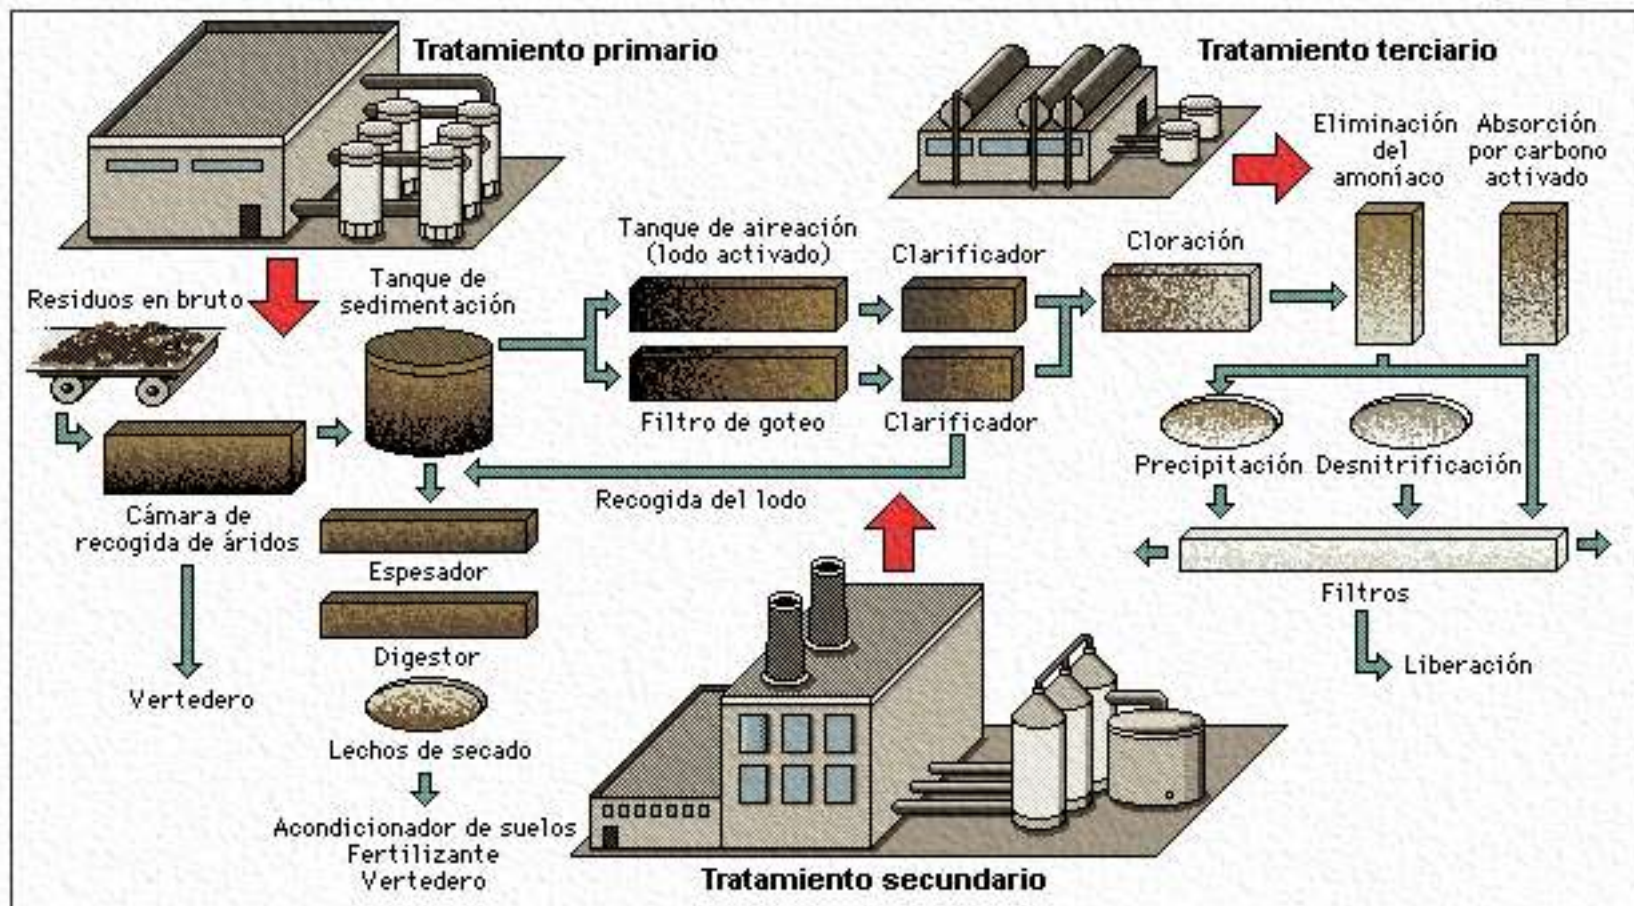 Tratamiento primario
Tratamiento terciario
Eliminación
del
amoníaco
Absorción
por carbono
activado
Residuos en bruto
Tanque de
sedimentación
Tanque de aireación
(lodo activado)
Clarificador
Cloración
Filtro de goteo
Clarificador
Precipitación
Desnitrificación
Cámara de
recogida de áridos
Recogida del lodo
Espesador
Filtros
Digestor
Liberación
Vertedero
Lechos de secado
Acondicionador de suelos
Fertilizante
Vertedero
Tratamiento secundario